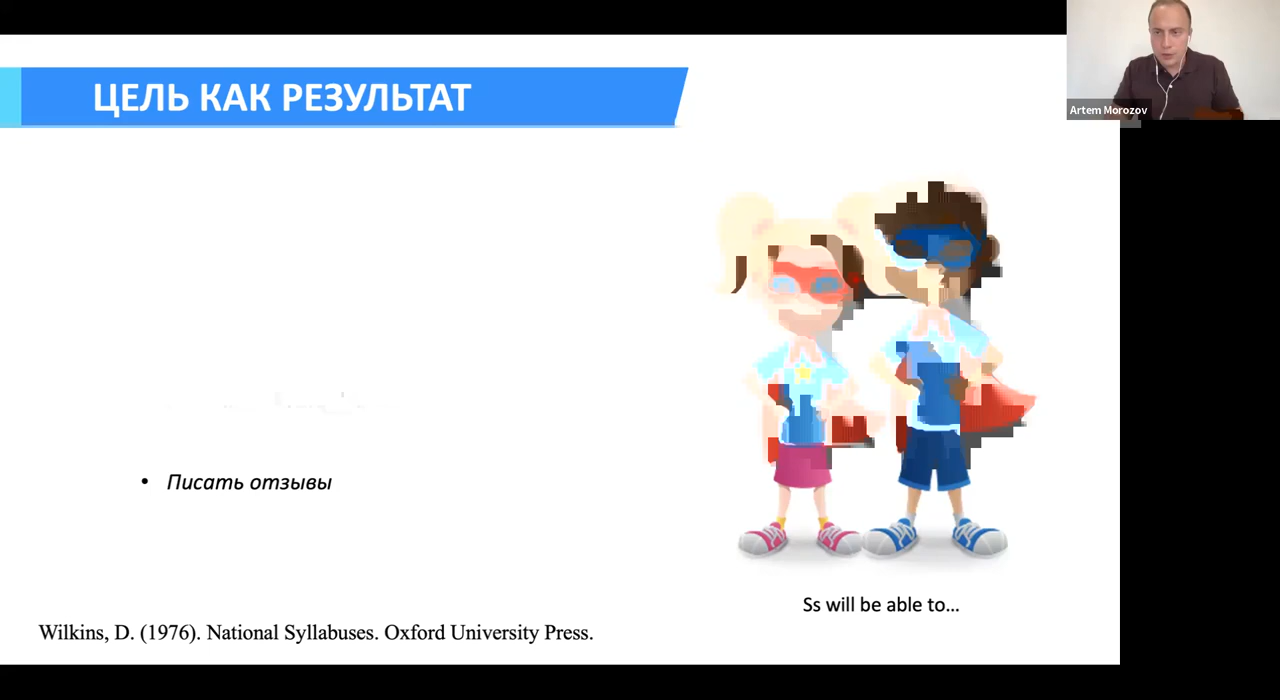 ЦЕЛЬ КАК РЕЗУЛЬТАТ
Artem Morozov
• Писать отзывы
Ss will be able to...
Wilkins, D. (1976). National Syllabuses. Oxford University Press.